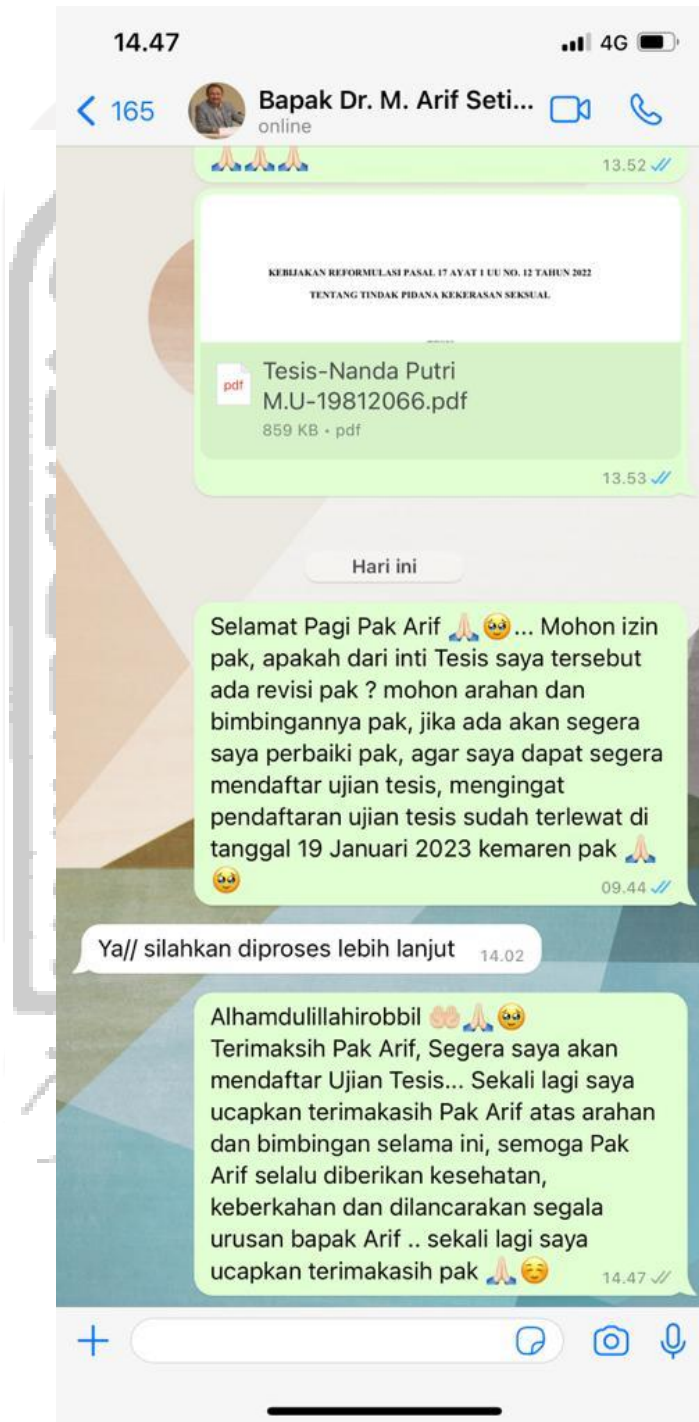 14.47
4G
165
Bapak Dr. M. Arif Seti...
online
🙏🏻🙏🏻🙏🏻
13.52
KEBIJAKAN REFORMULASI PASAL 17 AYAT 1 UU NO. 12 TAHUN 2022
TENTANG TINDAK PIDANA KEKERASAN SEKSUAL
pdf
Tesis-Nanda Putri
M.U-19812066.pdf
859 KB • pdf
13.53
Hari ini
Selamat Pagi Pak Arif 🙏🏻🥹... Mohon izin
pak, apakah dari inti Tesis saya tersebut
ada revisi pak ? mohon arahan dan
bimbingannya pak, jika ada akan segera
saya perbaiki pak, agar saya dapat segera
mendaftar ujian tesis, mengingat
pendaftaran ujian tesis sudah terlewat di
tanggal 19 Januari 2023 kemaren pak 🙏🏻
🥹
09.44
Ya// silahkan diproses lebih lanjut
14.02
Alhamdulillahirobbil 🤲🏻🙏🏻🥹
Terimaksih Pak Arif, Segera saya akan
mendaftar Ujian Tesis... Sekali lagi saya
ucapkan terimakasih Pak Arif atas arahan
dan bimbingan selama ini, semoga Pak
Arif selalu diberikan kesehatan,
keberkahan dan dilancarakan segala
urusan bapak Arif .. sekali lagi saya
ucapkan terimakasih pak 🙏🏻☺️
14.47